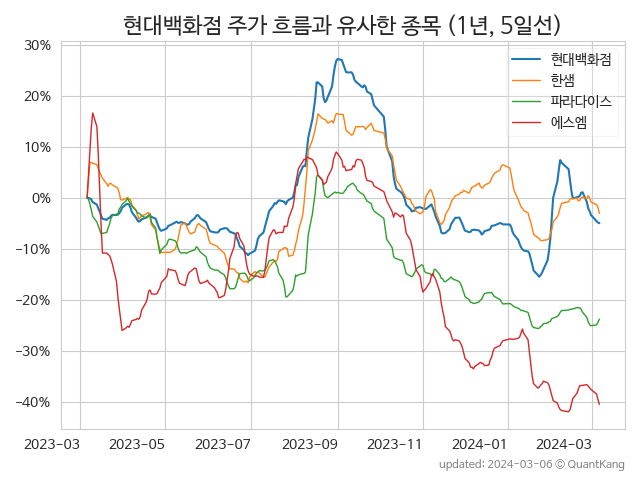 현대백화점 주가 흐름과 유사한 종목 (1년, 5일선)
30%
20%
10%
0%
−10%
−20%
−30%
−40%
현대백화점
한샘
파라다이스
에스엠
2023-03
2023-05
2023-07
2023-09
2023-11
2024-01
2024-03
updated: 2024-03-06 © QuantKang